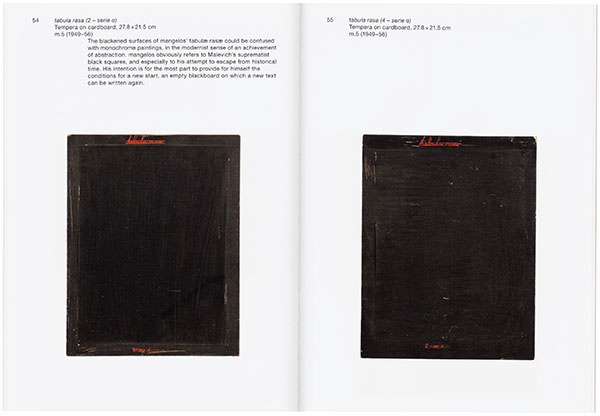 54
tabula rasa (2 – serie a)
Tempera on cardboard, 27.8 × 21.5 cm
m.5 (1949–56)
The blackened surfaces of mangelos' tabulæ rasæ could be confused
with monochrome paintings, in the modernist sense of an achievement
of abstraction. mangelos obviously refers to Malevich's suprematist
black squares, and especially to his attempt to escape from historical
time. His intention is for the most part to provide for himself the
conditions for a new start, an empty blackboard on which a new text
can be written again.
55
tabula rasa (4 – serie a)
Tempera on cardboard, 27.8 × 21.5 cm
m.5 (1949–56)